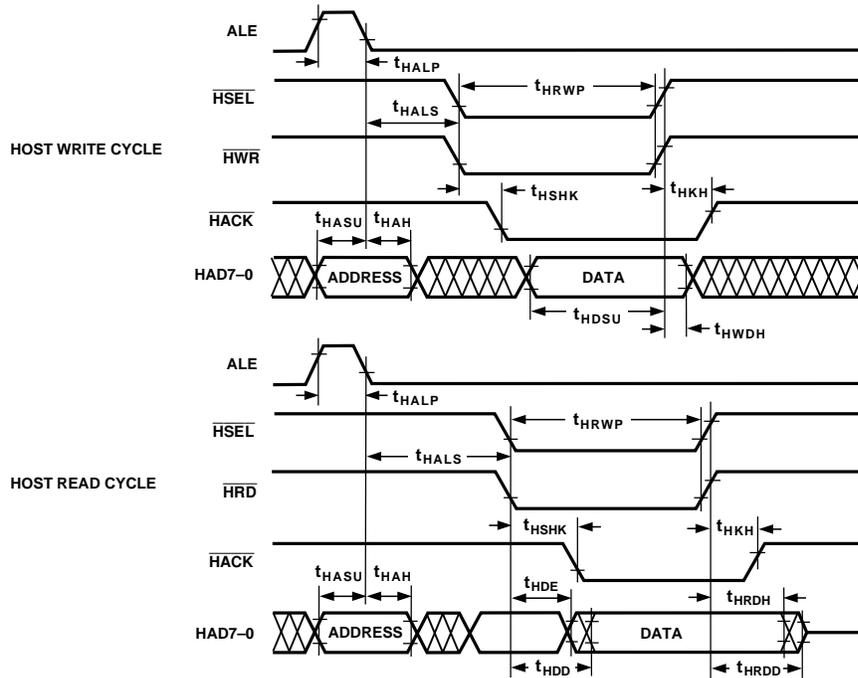 ALE
tHALP
HSEL
tHRWP
tHALS
HOST WRITE CYCLE
HWR
tHSHK
tHKH
HACK
tHASU
tHAH
HAD7–0
ADDRESS
DATA
tHDSU
tHWDH
ALE
tHALP
HSEL
tHRWP
tHALS
HOST READ CYCLE
HRD
tHSHK
tHKH
HACK
tHASU
tHAH
tHDE
tHRDH
HAD7–0
ADDRESS
DATA
tHDD
tHRDD